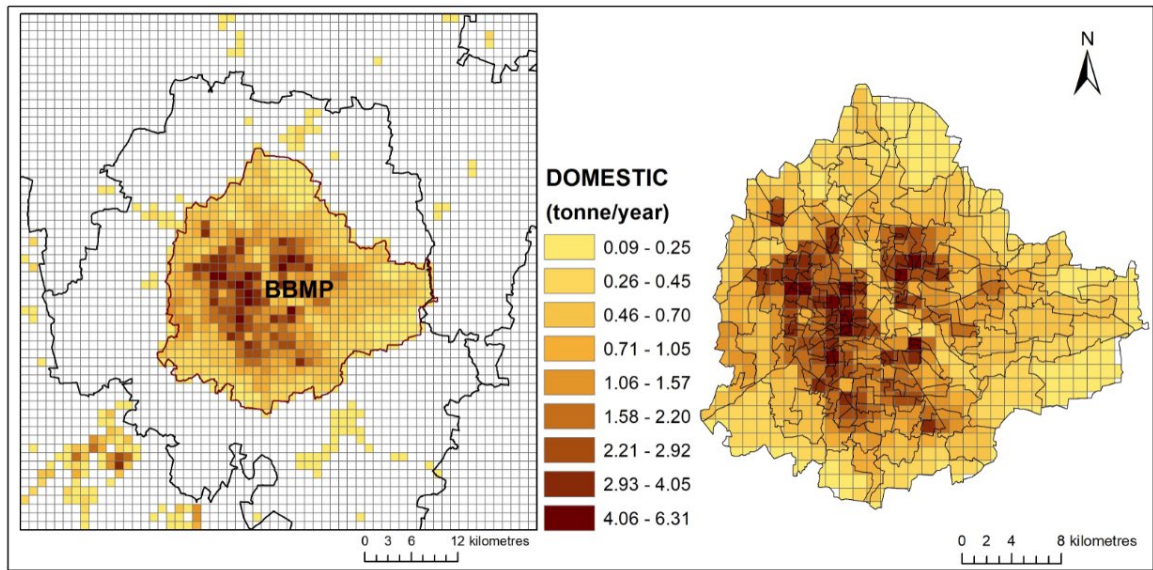 BBMP
0 3 6 12 kilometres
DOMESTIC
(tonne/year)
0.09 - 0.25
0.26 - 0.45
0.46 - 0.70
0.71 - 1.05
1.06 - 1.57
1.58 - 2.20
2.21 - 2.92
2.93 - 4.05
4.06 - 6.31
N
0 2 4 8 kilometres